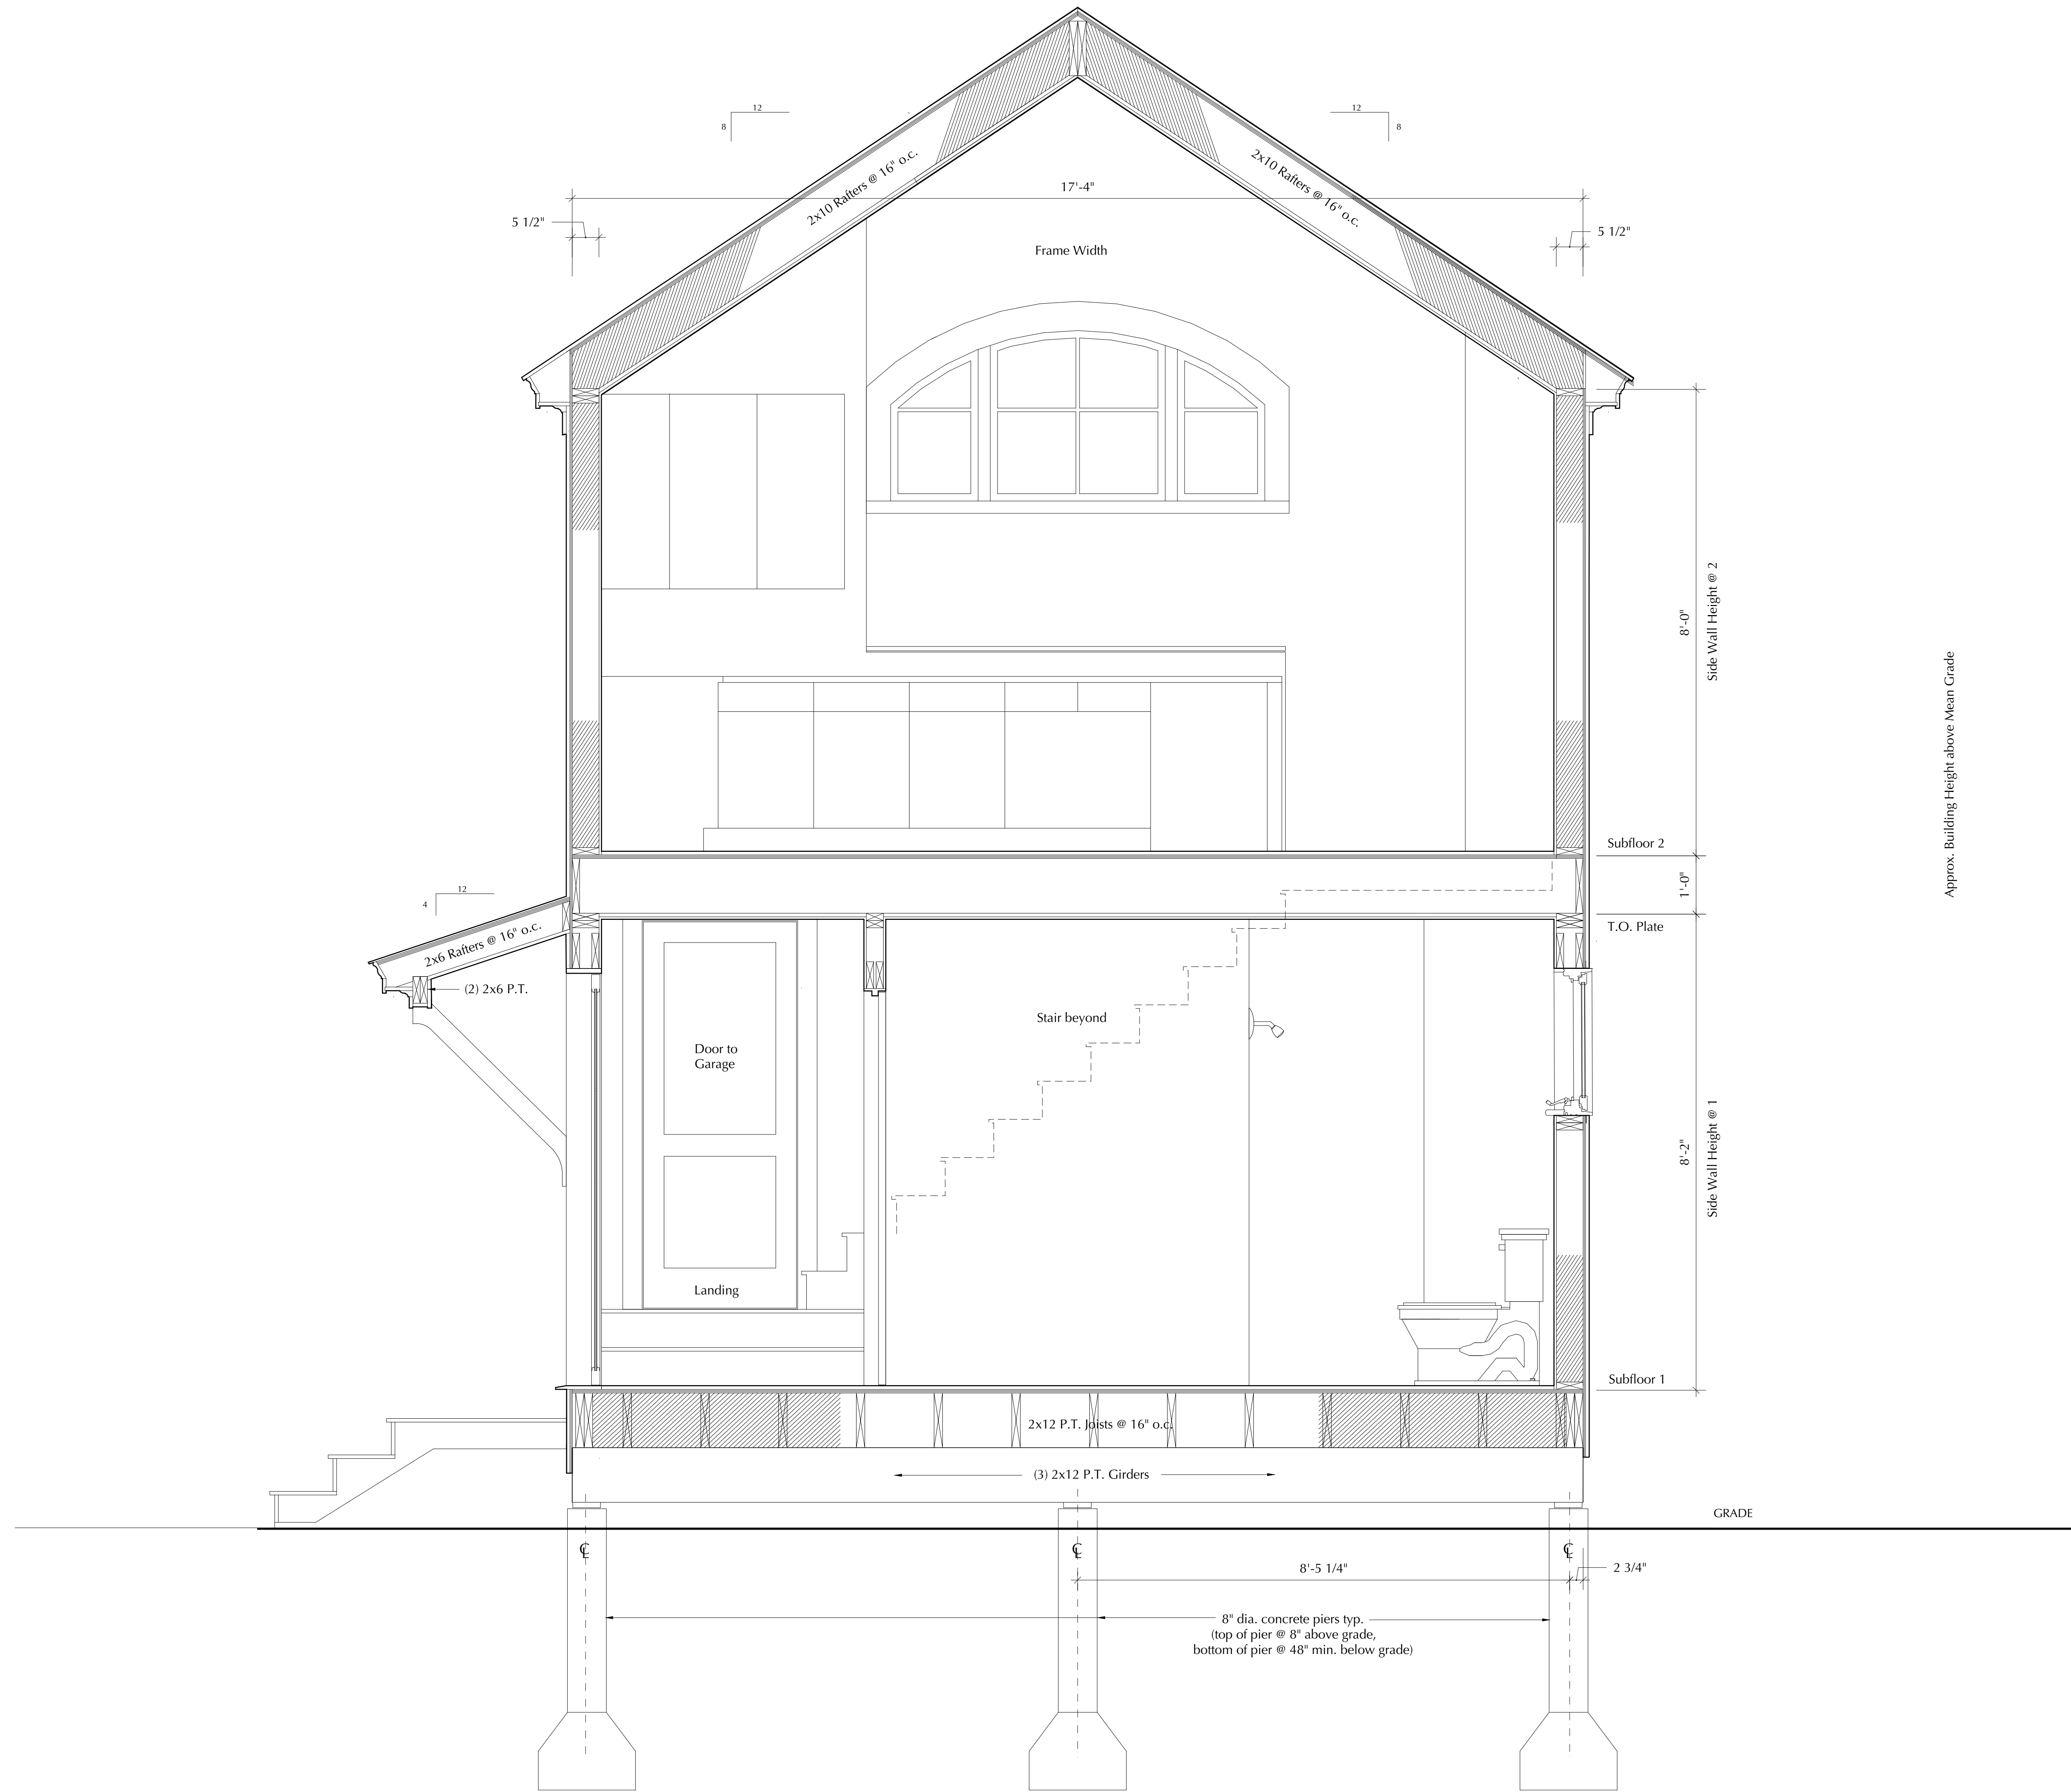 12
8
12
8
2x10 Rafters @ 16" o.c.
2x10 Rafters @ 16" o.c.
17'-4"
5 1/2"
5 1/2"
Frame Width
8'-0"
Side Wall Height @ 2
Approx. Building Height above Mean Grade
Subfloor 2
1'-0"
12
4
T.O. Plate
2x6 Rafters @ 16" o.c.
(2) 2x6 P.T.
Stair beyond
Door to
Garage
8'-2"
Side Wall Height @ 1
Landing
Subfloor 1
2x12 P.T. Joists @ 16" o.c.
(3) 2x12 P.T. Girders
GRADE
℄
℄
℄
8'-5 1/4"
2 3/4"
8" dia. concrete piers typ.
(top of pier @ 8" above grade,
bottom of pier @ 48" min. below grade)